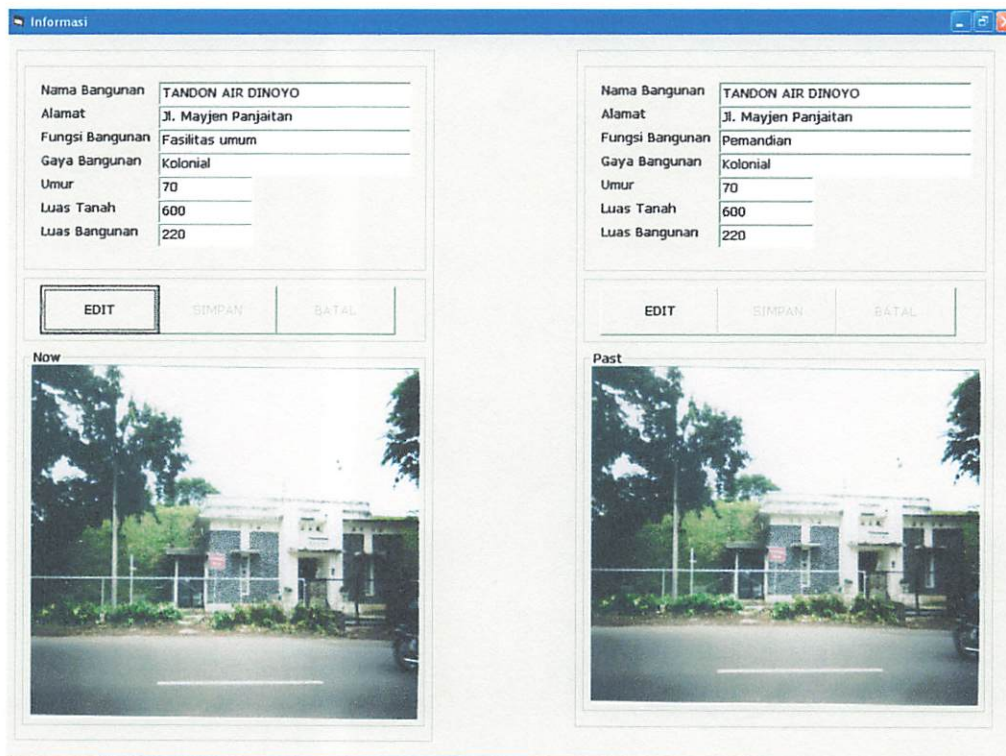 Informasi
Nama Bangunan TANDON AIR DINOYO
Alamat Jl. Mayjen Panjaitan
Fungsi Bangunan Fasilitas umum
Gaya Bangunan Kolonial
Umur 70
Luas Tanah 600
Luas Bangunan 220
EDIT SIMPAN BATAL
Now
Nama Bangunan TANDON AIR DINOYO
Alamat Jl. Mayjen Panjaitan
Fungsi Bangunan Pemandian
Gaya Bangunan Kolonial
Umur 70
Luas Tanah 600
Luas Bangunan 220
EDIT SIMPAN BATAL
Past